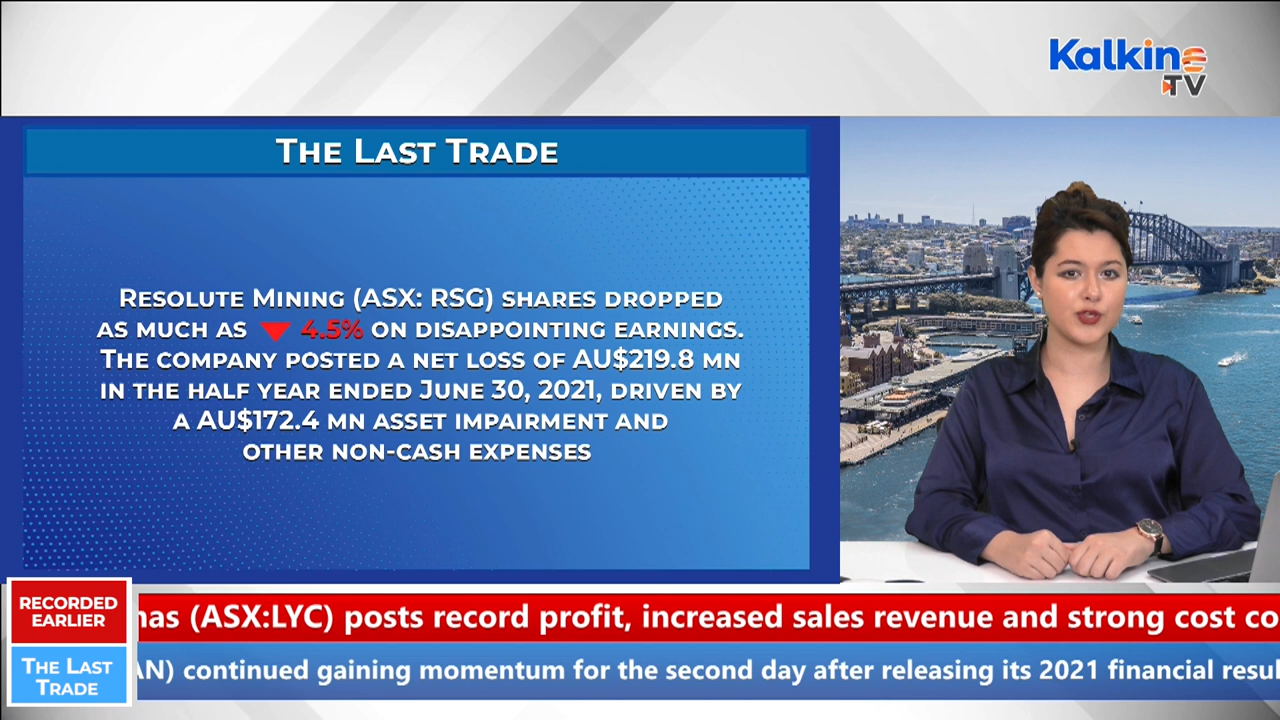 Kalkine
TV
THE LAST TRADE
RESOLUTE MINING (ASX: RSG) SHARES DROPPED
AS MUCH AS ▼ 4.5% ON DISAPPOINTING EARNINGS.
THE COMPANY POSTED A NET LOSS OF AU$219.8 MN
IN THE HALF YEAR ENDED JUNE 30, 2021, DRIVEN BY
A AU$172.4 MN ASSET IMPAIRMENT AND
OTHER NON-CASH EXPENSES
RECORDED
EARLIER
nas (ASX:LYC) posts record profit, increased sales revenue and strong cost co
THE LAST
TRADE
AN) continued gaining momentum for the second day after releasing its 2021 financial resul